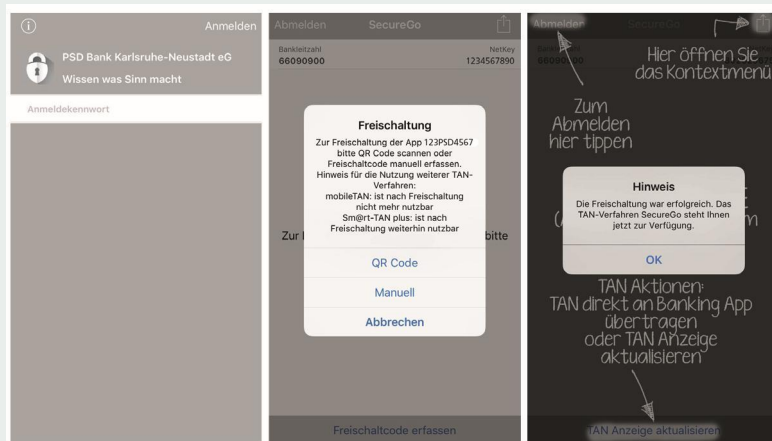 Anmelden
PSD Bank Karlsruhe-Neustadt eG
Wissen was Sinn macht
Anmeldekennwort
Abmelden SecureGo
Bankleitzahl NetKey
66090900 1234567890
Freischaltung
Zur Freischaltung der App 123PSD4567
bitte QR Code scannen oder
Freischaltcode manuell erfassen.
Hinweis für die Nutzung weiterer TAN-
Verfahren:
mobileTAN: ist nach Freischaltung
nicht mehr nutzbar
Sm@rt-TAN plus: ist nach
Freischaltung weiterhin nutzbar
Zur bitte
QR Code
Manuell
Abbrechen
Freischaltcode erfassen
Abmelden SecureGo
Hier öffnen Sie
das Kontextmenü
Zum
Abmelden
hier tippen
Hinweis
Die Freischaltung war erfolgreich. Das
TAN-Verfahren SecureGo steht Ihnen
jetzt zur Verfügung.
OK
TAN Aktionen:
TAN direkt an Banking App
übertragen
oder TAN Anzeige
aktualisieren
TAN Anzeige aktualisieren